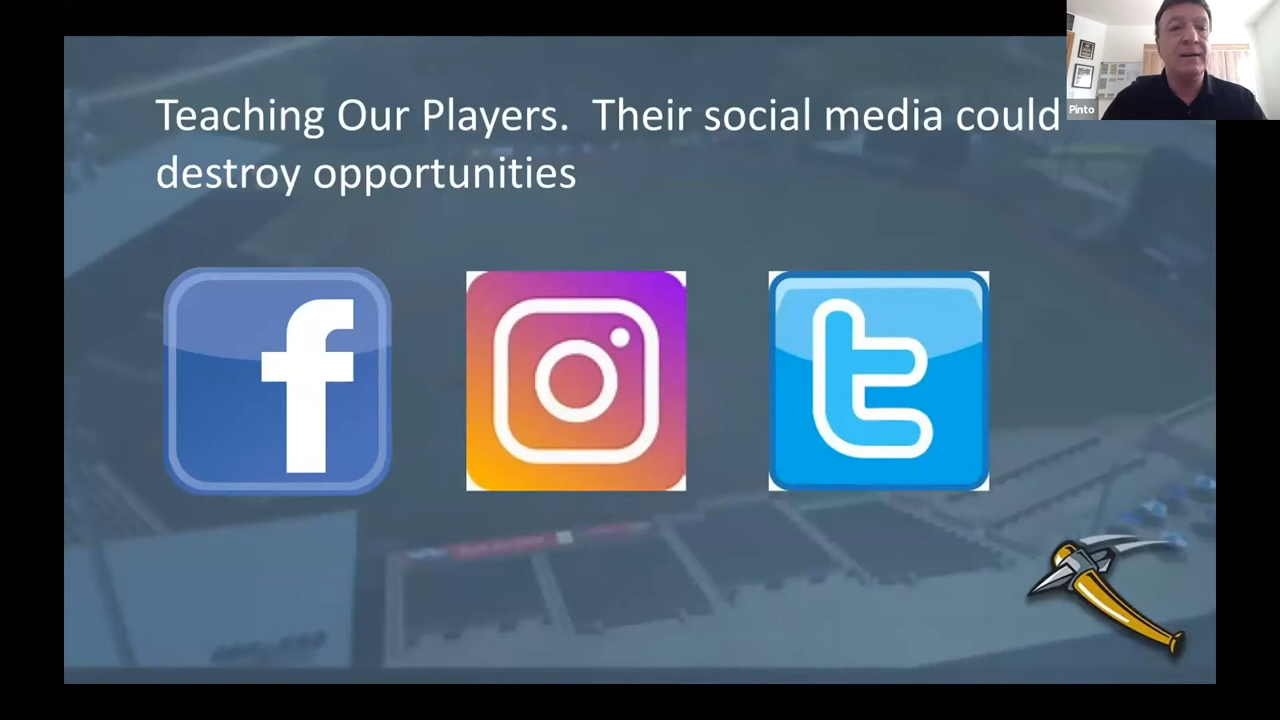 Teaching Our Players.  Their social media could
destroy opportunities
Pinto